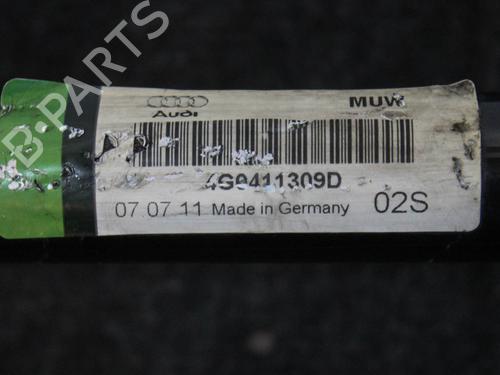 B-PARTS
Audi
MUW
4G0411309D
07 07 11 Made in Germany 02S